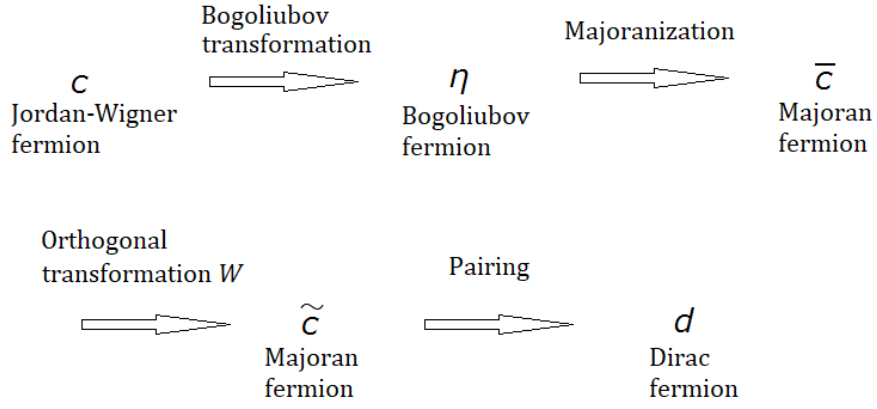 Bogoliubov
transformation
Majoranization
c
η
c̅
Jordan-Wigner
fermion
Bogoliubov
fermion
Majoran
fermion
Orthogonal
transformation W
Pairing
c̃
d
Majoran
fermion
Dirac
fermion